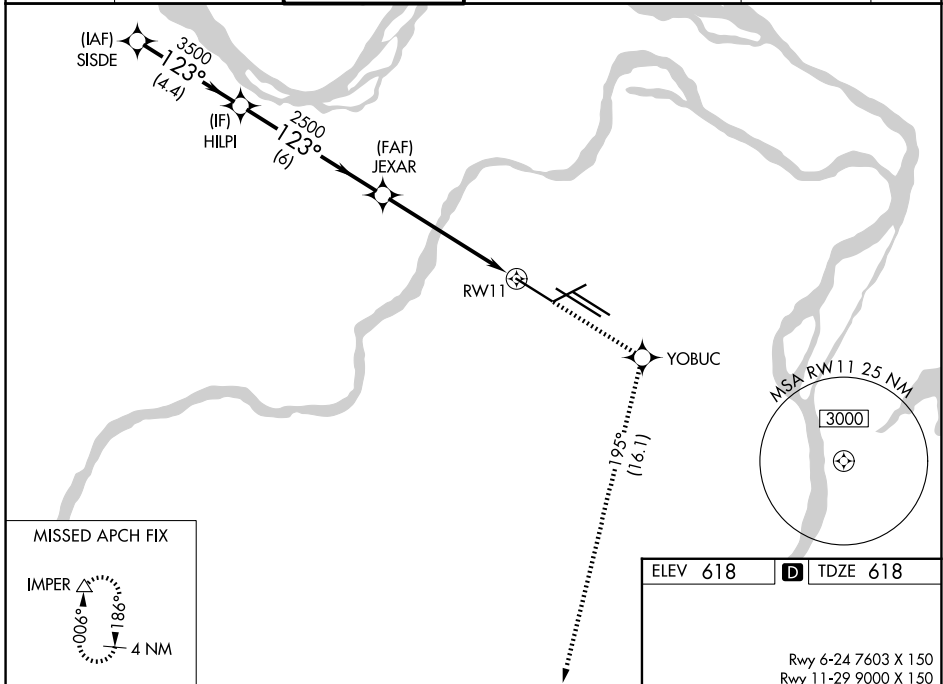 (IAF)
SISDE
3500
123°
(4.4)
(IF)
HILPI
2500
123°
(6)
(FAF)
JEXAR
RW11
YOBUC
195°
(16.1)
MSA RW11 25 NM
3000
MISSED APCH FIX
IMPER
006°
186°
4 NM
ELEV 618 D TDZE 618
Rwy 6-24 7603 X 150
Rwy 11-29 9000 X 150